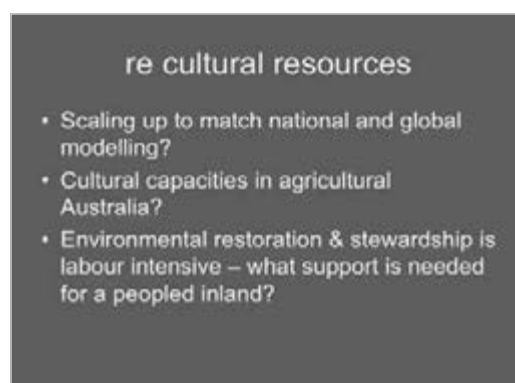 re cultural resources
• Scaling up to match national and global
modelling?
• Cultural capacities in agricultural
Australia?
• Environmental restoration & stewardship is
labour intensive – what support is needed
for a peopled inland?